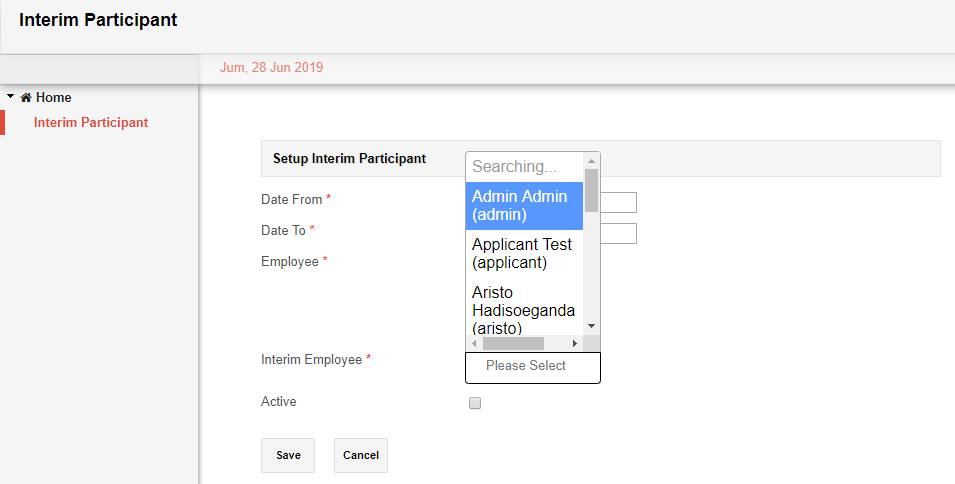 Interim Participant
Jum, 28 Jun 2019
Home
Interim Participant
Setup Interim Participant
Searching...
Admin Admin
(admin)
Date From *
Date To *
Employee *
Applicant Test
(applicant)
Aristo
Hadisoeganda
(aristo)
Interim Employee *
Please Select
Active
Save
Cancel